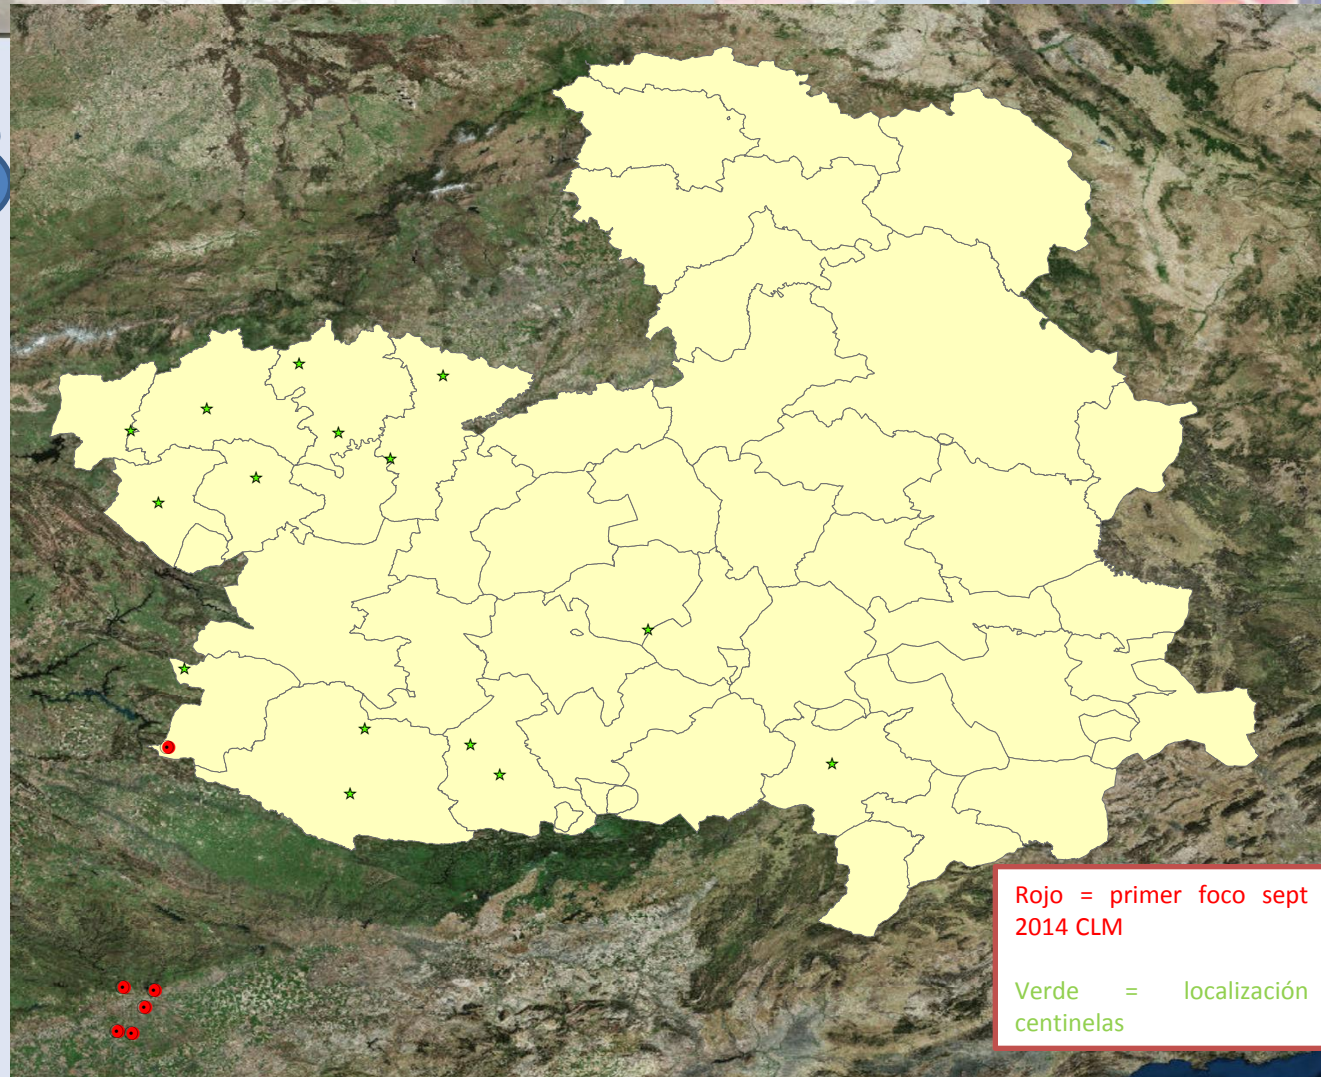 Rojo = primer foco sept
2014 CLM
Verde = localización
centinelas